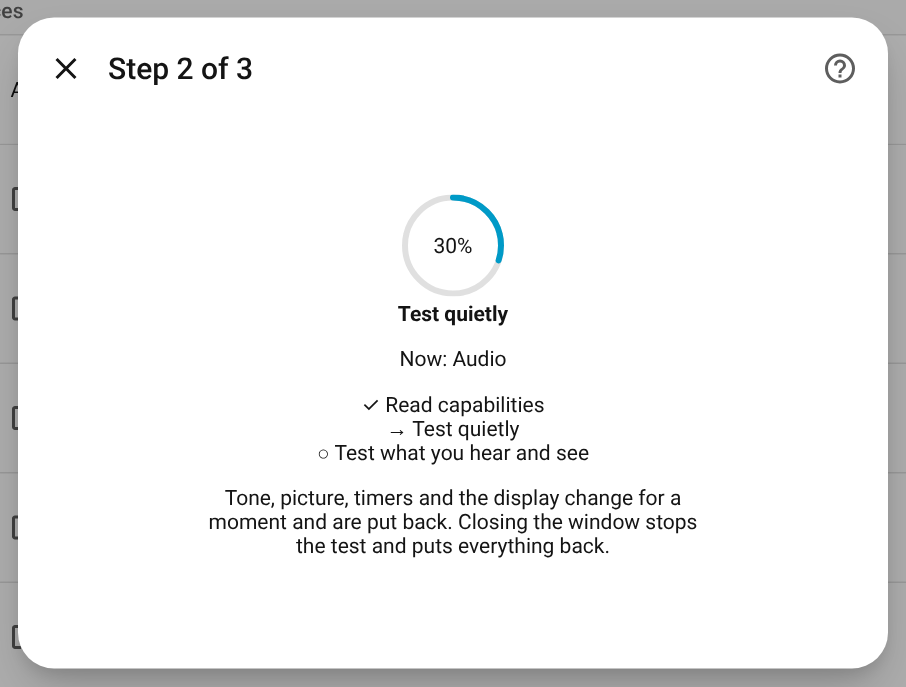 Step 2 of 3
30%
Test quietly
Now: Audio
✓ Read capabilities
→ Test quietly
○ Test what you hear and see
Tone, picture, timers and the display change for a
moment and are put back. Closing the window stops
the test and puts everything back.